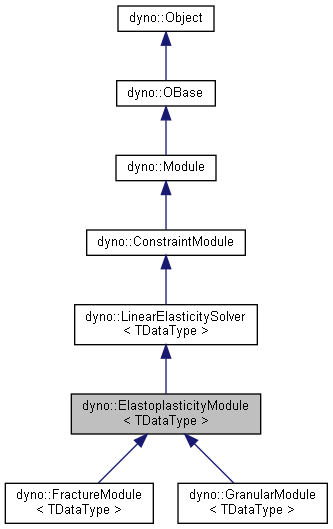 dyno::Object
dyno::OBase
dyno::Module
dyno::ConstraintModule
dyno::LinearElasticitySolver
< TDataType >
dyno::ElastoplasticityModule
< TDataType >
dyno::FractureModule
< TDataType >
dyno::GranularModule
< TDataType >